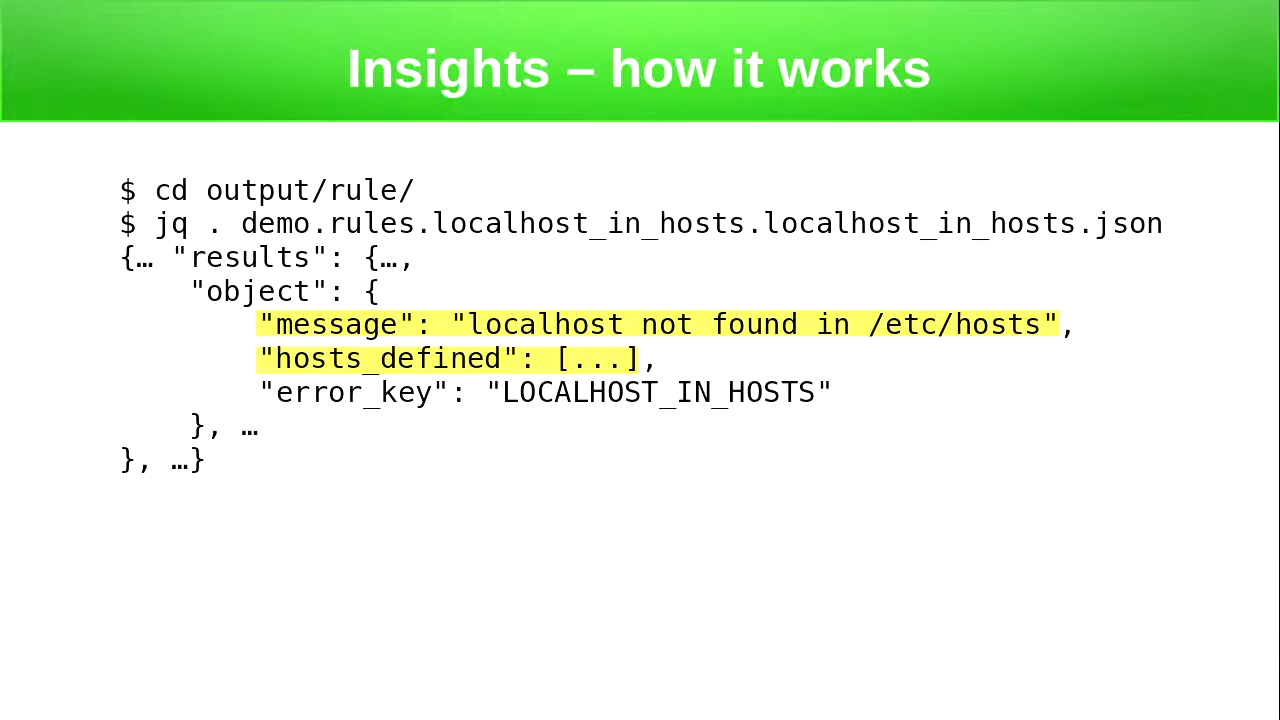 Insights – how it works
$ cd output/rule/
$ jq . demo.rules.localhost_in_hosts.localhost_in_hosts.json
{… "results": {…,
    "object": {
        "message": "localhost not found in /etc/hosts",
        "hosts_defined": [...],
        "error_key": "LOCALHOST_IN_HOSTS"
    }, …
}, …}